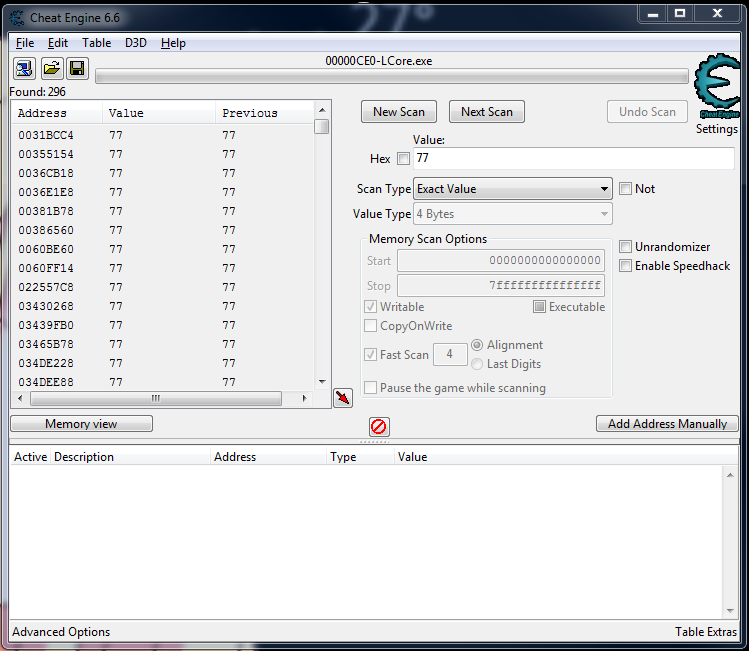 27°
Cheat Engine 6.6
File Edit Table D3D Help
00000CE0-LCore.exe
Found: 296
Address Value Previous
0031BCC4 77 77
00355154 77 77
0036CB18 77 77
0036E1E8 77 77
00381B78 77 77
00386560 77 77
0060BE60 77 77
0060FF14 77 77
022557C8 77 77
03430268 77 77
03439FB0 77 77
03465B78 77 77
034DE228 77 77
034DEE88 77 77
New Scan Next Scan Undo Scan
Cheat Engine
Settings
Value:
Hex 77
Scan Type Exact Value Not
Value Type 4 Bytes
Memory Scan Options
Start 0000000000000000
Stop 7fffffffffffffff
Writable Executable
CopyOnWrite
Fast Scan 4 Alignment
Last Digits
Pause the game while scanning
Unrandomizer
Enable Speedhack
Memory view Add Address Manually
Active Description Address Type Value
Advanced Options Table Extras